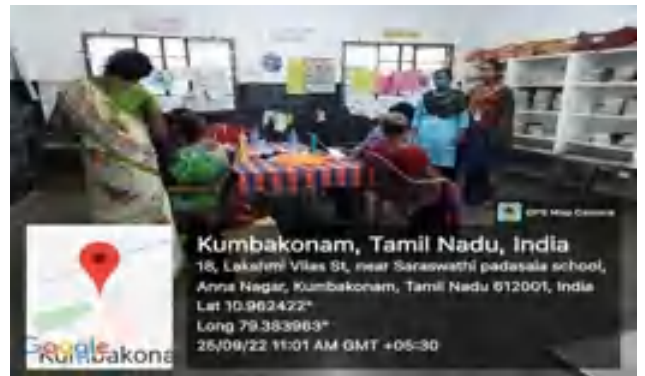 GPS Map Camera
Kumbakonam, Tamil Nadu, India
18, Lakshmi Vilas St, near Saraswathi padasala school,
Anna Nagar, Kumbakonam, Tamil Nadu 612001, India
Lat 10.962422°
Long 79.383963°
25/09/22 11:01 AM GMT +05:30
Google
Kumbakona